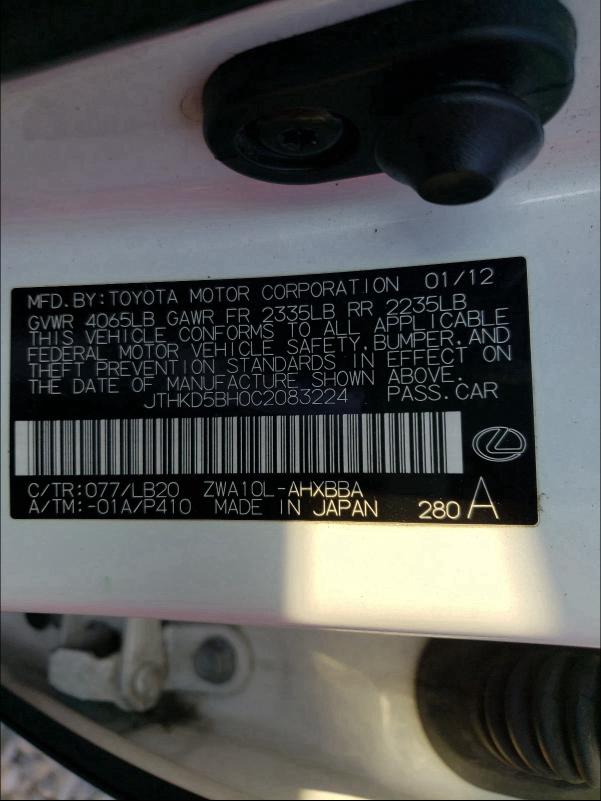 MFD.BY:TOYOTA MOTOR CORPORATION 01/12
GVWR 4065LB GAWR FR 2335LB RR 2235LB
THIS VEHICLE CONFORMS TO ALL APPLICABLE
FEDERAL MOTOR VEHICLE SAFETY,BUMPER,AND
THEFT PREVENTION STANDARDS IN EFFECT ON
THE DATE OF MANUFACTURE SHOWN ABOVE.
JTHKD5BH0C2083224 PASS.CAR
C/TR:077/LB20 ZWA10L-AHXBBA
A/TM:-01A/P410 MADE IN JAPAN 280 A